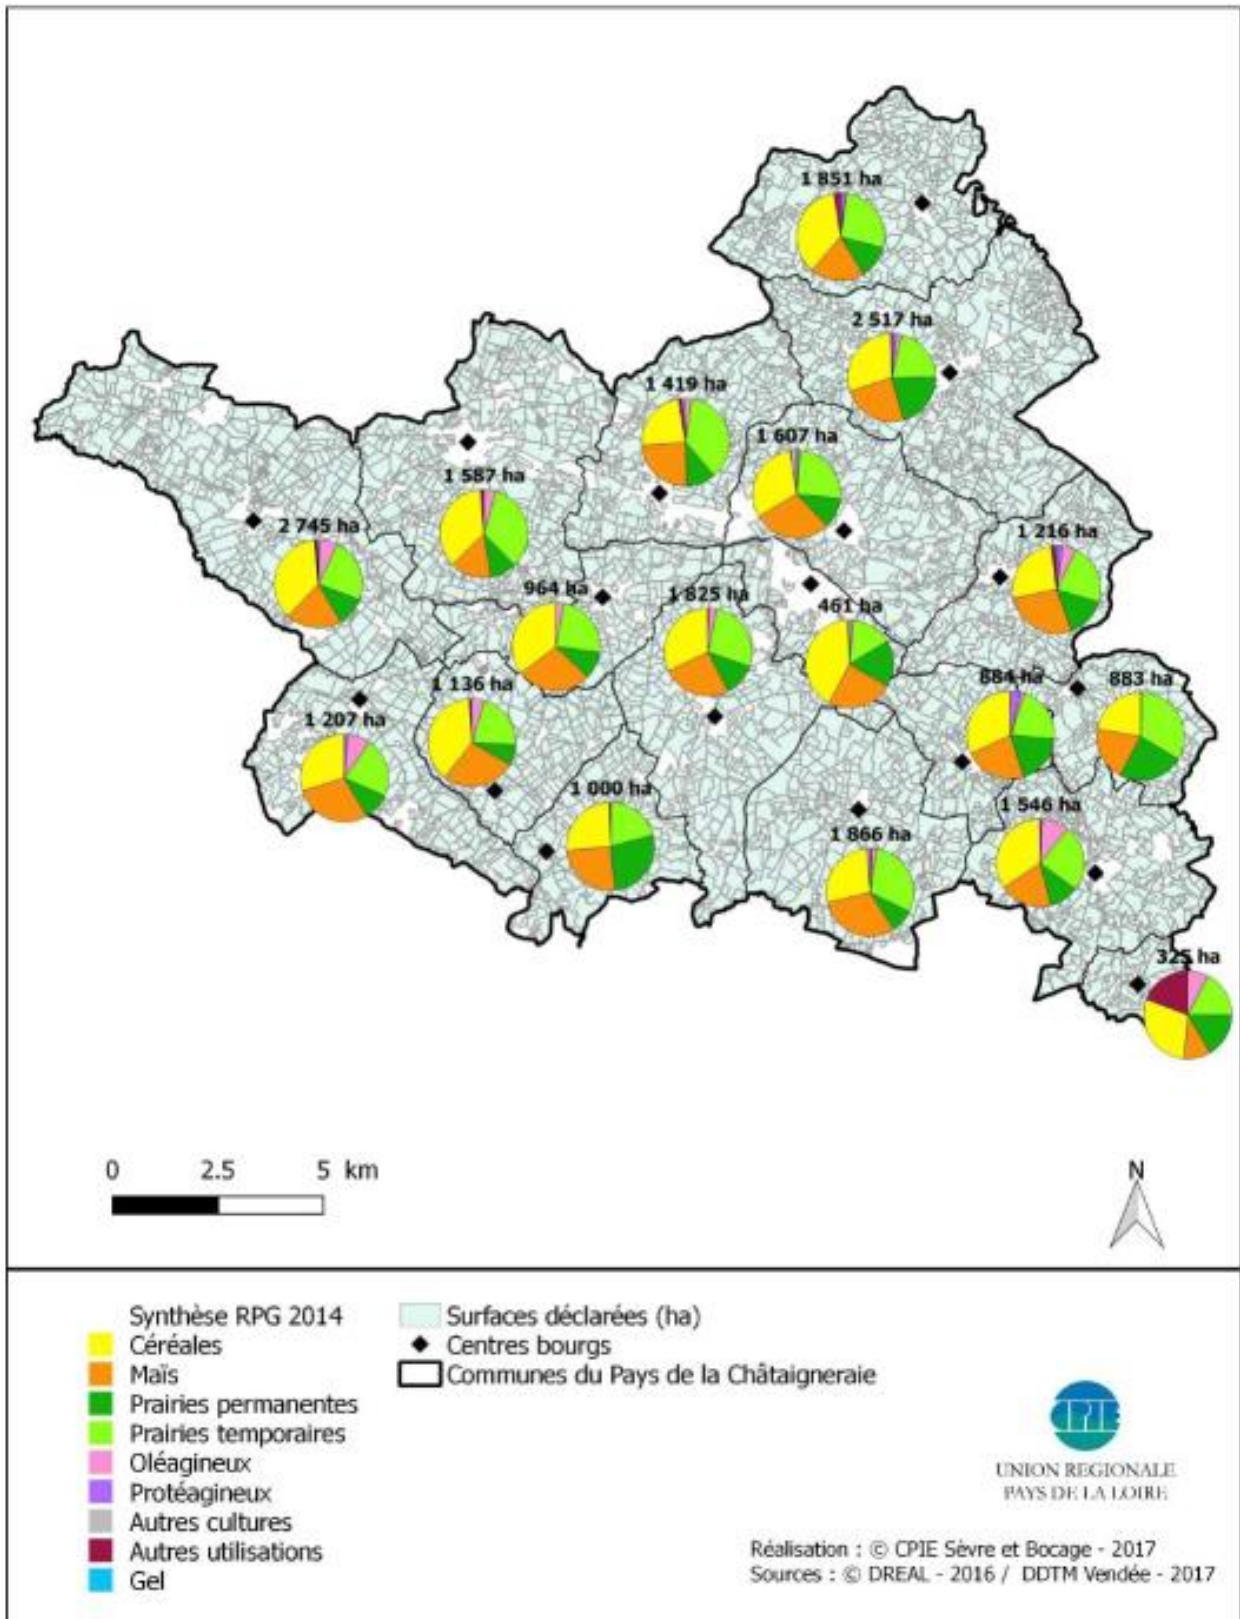 1 851 ha
2 517 ha
1 419 ha
1 607 ha
1 587 ha
2 745 ha
1 216 ha
964 ha
1 825 ha
461 ha
1 136 ha
884 ha
883 ha
1 207 ha
1 000 ha
1 546 ha
1 866 ha
325 ha
0 2.5 5 km
N
Synthèse RPG 2014
Céréales
Maïs
Prairies permanentes
Prairies temporaires
Oléagineux
Protéagineux
Autres cultures
Autres utilisations
Gel
Surfaces déclarées (ha)
Centres bourgs
Communes du Pays de la Châtaigneraie
CPIE
UNION REGIONALE
PAYS DE LA LOIRE
Réalisation : © CPIE Sèvre et Bocage - 2017
Sources : © DREAL - 2016 / DDTM Vendée - 2017